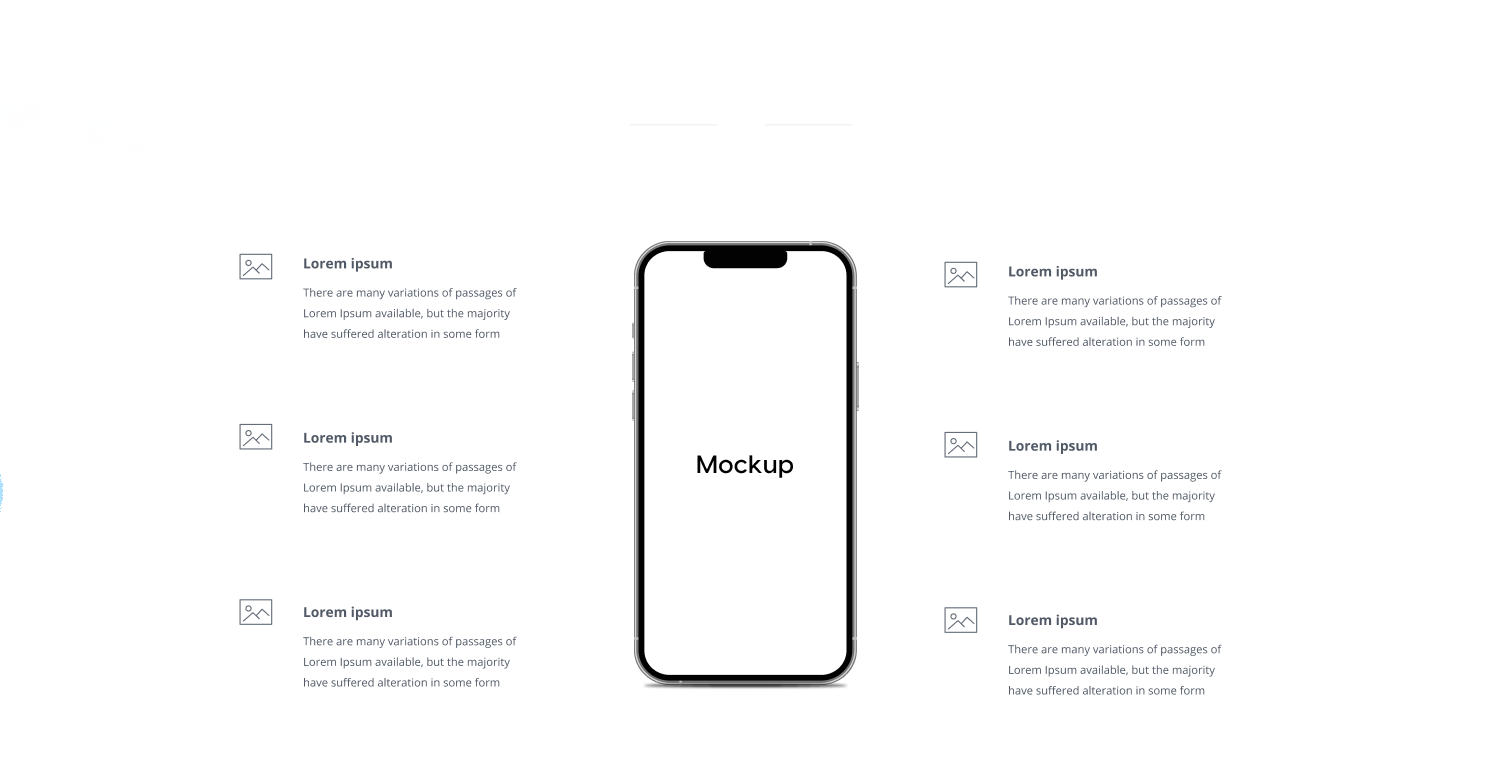 Lorem ipsum
There are many variations of passages of
Lorem Ipsum available, but the majority
have suffered alteration in some form
Lorem ipsum
There are many variations of passages of
Lorem Ipsum available, but the majority
have suffered alteration in some form
Lorem ipsum
There are many variations of passages of
Lorem Ipsum available, but the majority
have suffered alteration in some form
Mockup
Lorem ipsum
There are many variations of passages of
Lorem Ipsum available, but the majority
have suffered alteration in some form
Lorem ipsum
There are many variations of passages of
Lorem Ipsum available, but the majority
have suffered alteration in some form
Lorem ipsum
There are many variations of passages of
Lorem Ipsum available, but the majority
have suffered alteration in some form